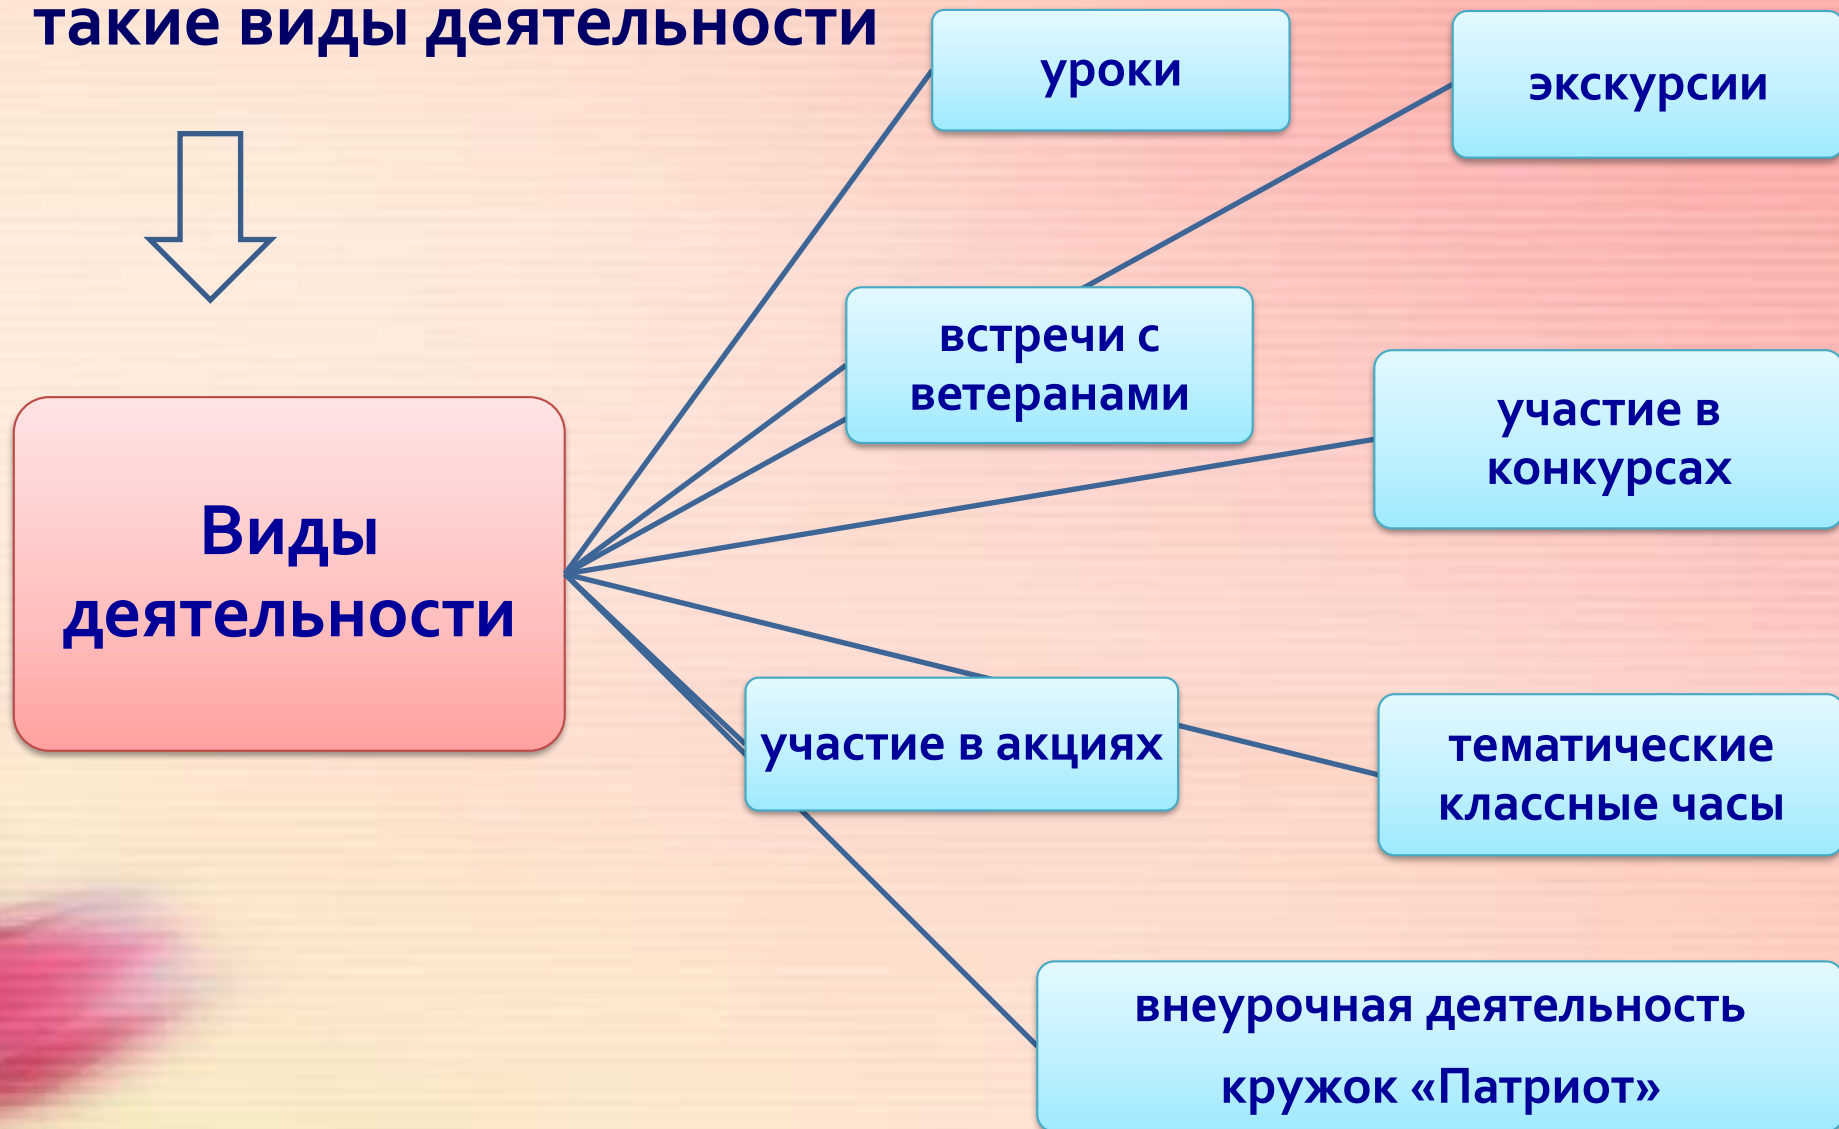 такие виды деятельности
уроки
экскурсии
встречи с
ветеранами
участие в
конкурсах
Виды
деятельности
участие в акциях
тематические
классные часы
внеурочная деятельность
кружок «Патриот»